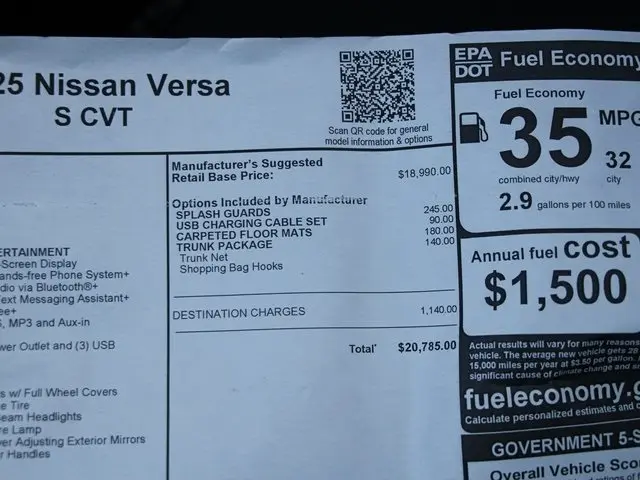 25 Nissan Versa
S CVT
Scan QR code for general
model information & options
ERTAINMENT
-Screen Display
ands-free Phone System+
dio via Bluetooth®+
ext Messaging Assistant+
ee+
, MP3 and Aux-in
wer Outlet and (3) USB
s w/ Full Wheel Covers
e Tire
eam Headlights
re Lamp
er Adjusting Exterior Mirrors
r Handles
Manufacturer's Suggested
Retail Base Price: $18,990.00
Options Included by Manufacturer
SPLASH GUARDS 245.00
USB CHARGING CABLE SET 90.00
CARPETED FLOOR MATS 180.00
TRUNK PACKAGE 140.00
Trunk Net
Shopping Bag Hooks
DESTINATION CHARGES 1,140.00
Total* $20,785.00
EPA
DOT
Fuel Economy
Fuel Economy
35 MPG
32
combined city/hwy city
2.9 gallons per 100 miles
Annual fuel cost
$1,500
Actual results will vary for many reasons
vehicle. The average new vehicle gets 28
15,000 miles per year at $3.50 per gallon.
significant cause of climate change and
fueleconomy.g
Calculate personalized estimates and c
GOVERNMENT 5-S
Overall Vehicle Sco